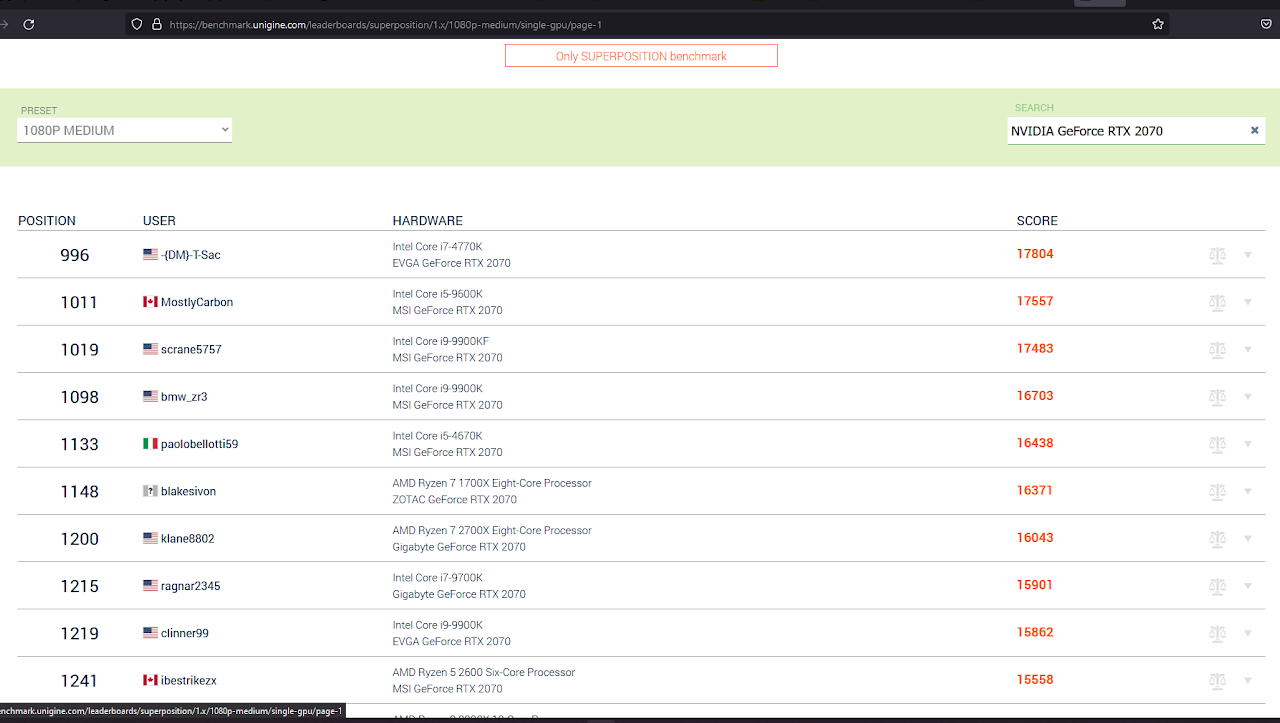 https://benchmark.unigine.com/leaderboards/superposition/1.x/1080p-medium/single-gpu/page-1
Only SUPERPOSITION benchmark
PRESET
SEARCH
1080P MEDIUM
NVIDIA GeForce RTX 2070
POSITION USER HARDWARE SCORE
996 -{DM}-T-Sac Intel Core i7-4770K 17804
EVGA GeForce RTX 2070
1011 MostlyCarbon Intel Core i5-9600K 17557
MSI GeForce RTX 2070
1019 scrane5757 Intel Core i9-9900KF 17483
MSI GeForce RTX 2070
1098 bmw_zr3 Intel Core i9-9900K 16703
MSI GeForce RTX 2070
1133 paolobellotti59 Intel Core i5-4670K 16438
MSI GeForce RTX 2070
1148 ? blakesivon AMD Ryzen 7 1700X Eight-Core Processor 16371
ZOTAC GeForce RTX 2070
1200 klane8802 AMD Ryzen 7 2700X Eight-Core Processor 16043
Gigabyte GeForce RTX 2070
1215 ragnar2345 Intel Core i7-9700K 15901
Gigabyte GeForce RTX 2070
1219 clinner99 Intel Core i9-9900K 15862
EVGA GeForce RTX 2070
1241 ibestrikezx AMD Ryzen 5 2600 Six-Core Processor 15558
MSI GeForce RTX 2070
enchmark.unigine.com/leaderboards/superposition/1.x/1080p-medium/single-gpu/page-1